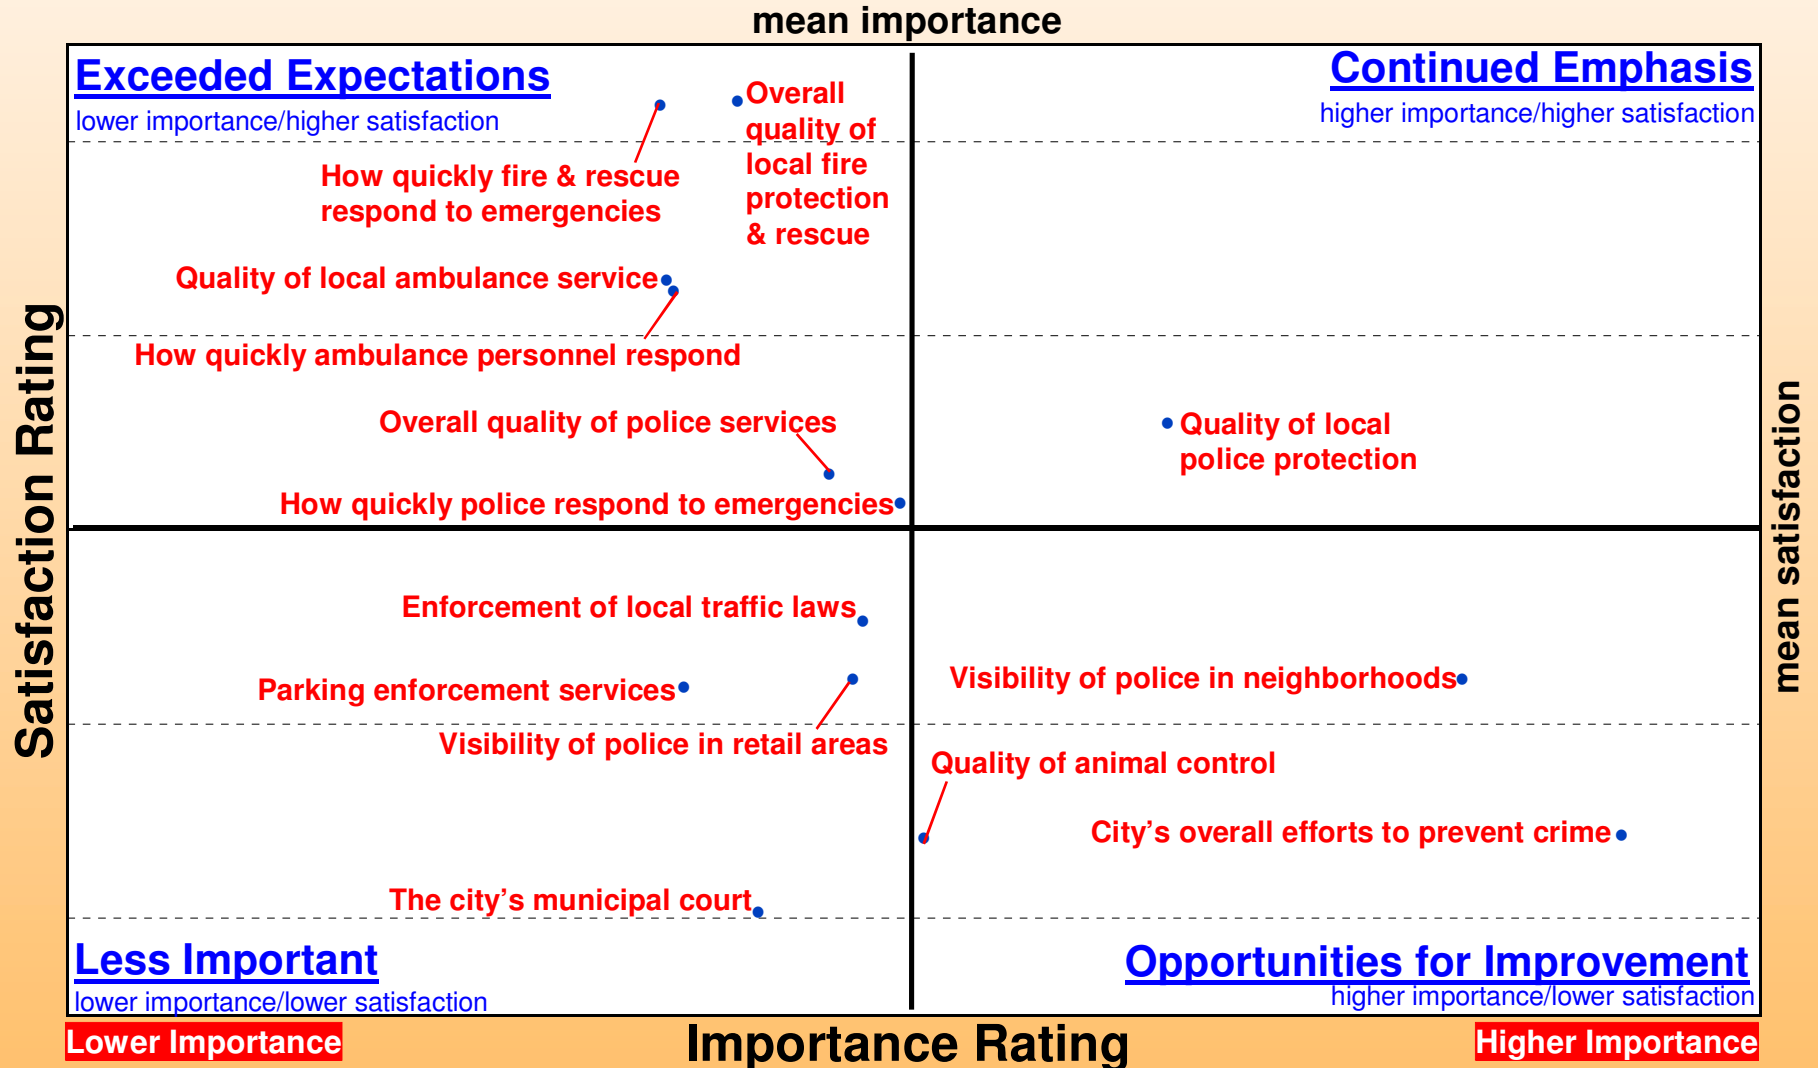 mean importance
Exceeded Expectations
lower importance/higher satisfaction
Continued Emphasis
higher importance/higher satisfaction
Overall
quality of
local fire
protection
& rescue
How quickly fire & rescue
respond to emergencies
Quality of local ambulance service
How quickly ambulance personnel respond
Overall quality of police services
How quickly police respond to emergencies
Quality of local
police protection
Satisfaction Rating
mean satisfaction
Enforcement of local traffic laws
Parking enforcement services
Visibility of police in retail areas
Visibility of police in neighborhoods
Quality of animal control
City’s overall efforts to prevent crime
The city’s municipal court
Less Important
lower importance/lower satisfaction
Opportunities for Improvement
higher importance/lower satisfaction
Lower Importance
Importance Rating
Higher Importance